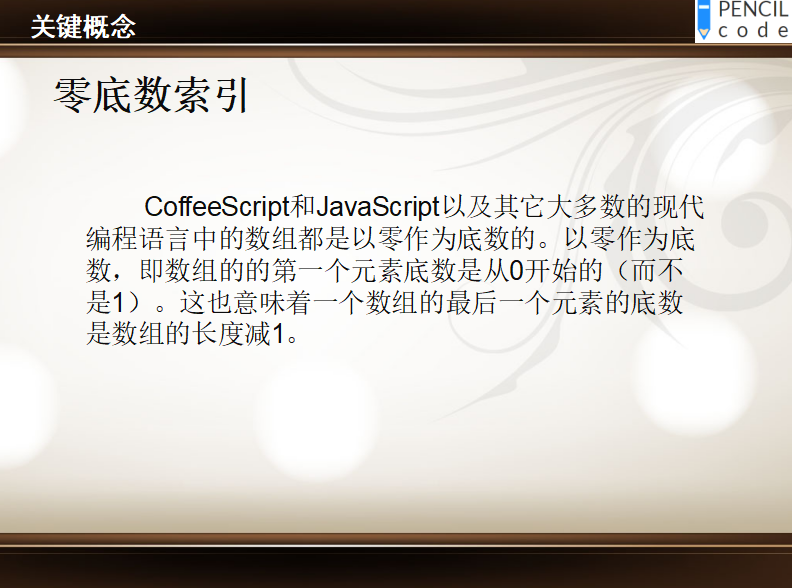 关键概念
PENCIL
code
零底数索引
CoffeeScript和JavaScript以及其它大多数的现代
编程语言中的数组都是以零作为底数的。以零作为底
数，即数组的的第一个元素底数是从0开始的（而不
是1）。这也意味着一个数组的最后一个元素的底数
是数组的长度减1。